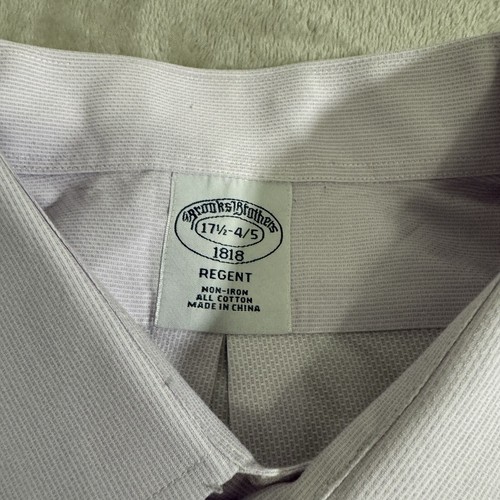 Brooks Brothers
17½-4/5
1818
REGENT
NON-IRON
ALL COTTON
MADE IN CHINA